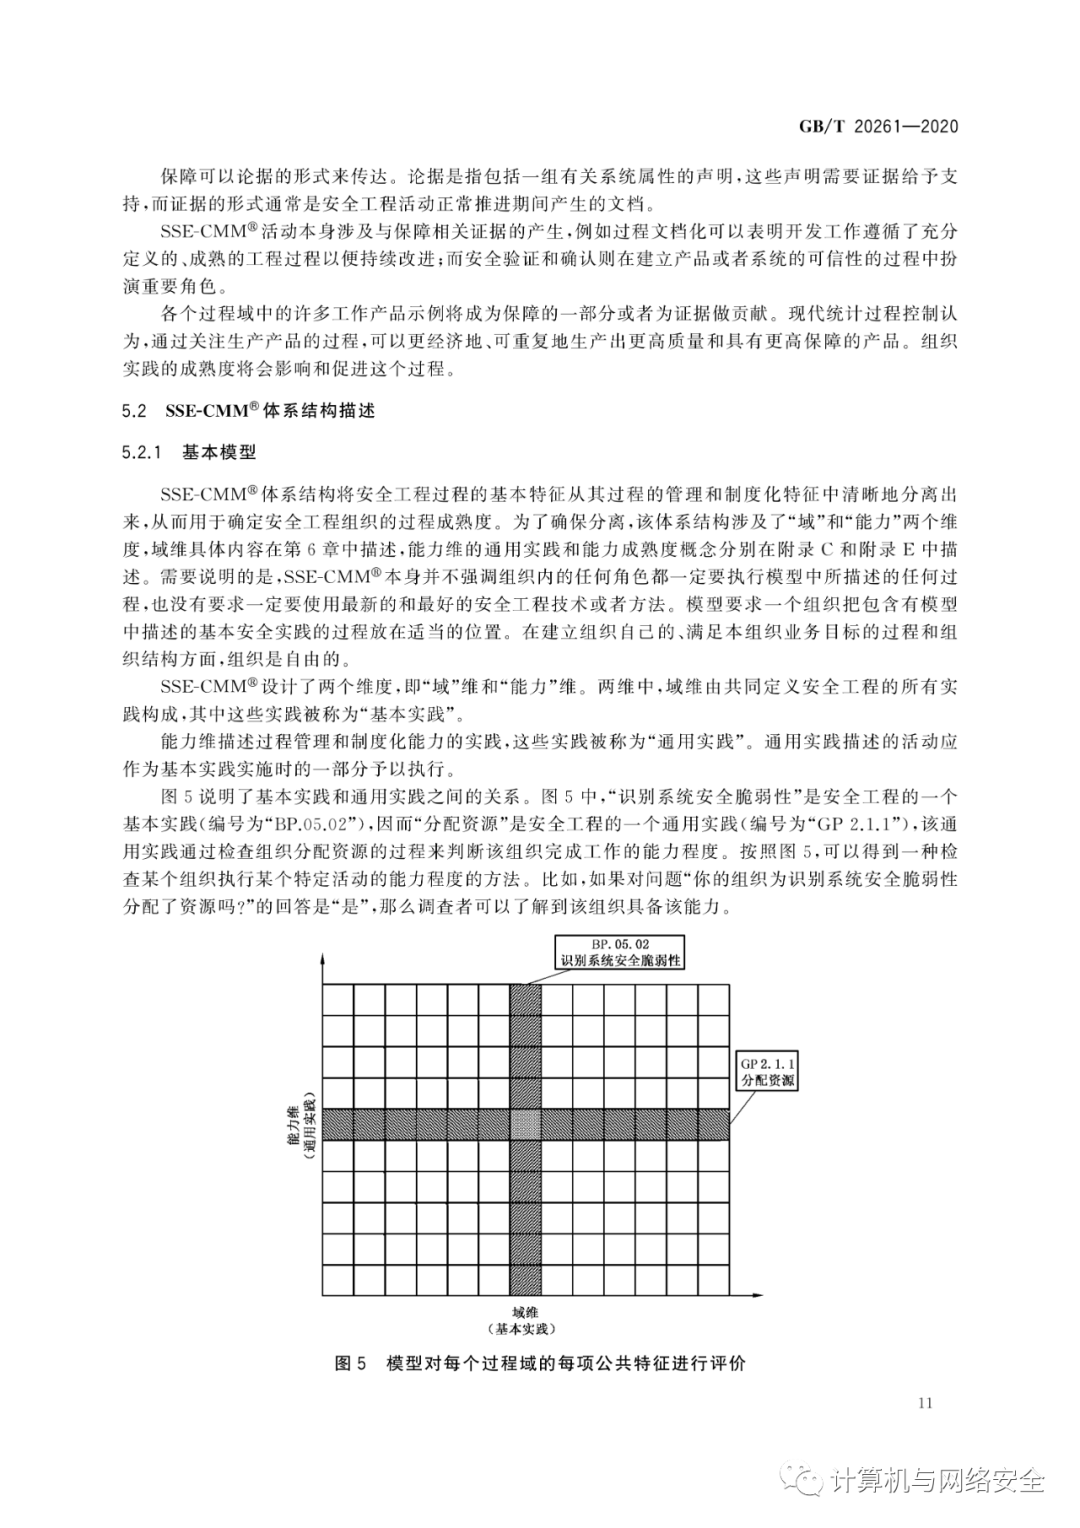 GB/T 20261—2020
保障可以论据的形式来传达。论据是指包括一组有关系统属性的声明,这些声明需要证据给予支
持,而证据的形式通常是安全工程活动正常推进期间产生的文档。
SSE-CMM®活动本身涉及与保障相关证据的产生,例如过程文档化可以表明开发工作遵循了充分
定义的、成熟的工程过程以便持续改进;而安全验证和确认则在建立产品或者系统的可信性的过程中扮
演重要角色。
各个过程域中的许多工作产品示例将成为保障的一部分或者为证据做贡献。现代统计过程控制认
为,通过关注生产产品的过程,可以更经济地、可重复地生产出更高质量和具有更高保障的产品。组织
实践的成熟度将会影响和促进这个过程。
5.2 SSE-CMM®体系结构描述
5.2.1 基本模型
SSE-CMM®体系结构将安全工程过程的基本特征从其过程的管理和制度化特征中清晰地分离出
来,从而用于确定安全工程组织的过程成熟度。为了确保分离,该体系结构涉及了“域”和“能力”两个维
度,域维具体内容在第 6 章中描述,能力维的通用实践和能力成熟度概念分别在附录 C 和附录 E 中描
述。需要说明的是,SSE-CMM®本身并不强调组织内的任何角色都一定要执行模型中所描述的任何过
程,也没有要求一定要使用最新的和最好的安全工程技术或者方法。模型要求一个组织把包含有模型
中描述的基本安全实践的过程放在适当的位置。在建立组织自己的、满足本组织业务目标的过程和组
织结构方面,组织是自由的。
SSE-CMM®设计了两个维度,即“域”维和“能力”维。两维中,域维由共同定义安全工程的所有实
践构成,其中这些实践被称为“基本实践”。
能力维描述过程管理和制度化能力的实践,这些实践被称为“通用实践”。通用实践描述的活动应
作为基本实践实施时的一部分予以执行。
图 5 说明了基本实践和通用实践之间的关系。图 5 中,“识别系统安全脆弱性”是安全工程的一个
基本实践(编号为“BP.05.02”),因而“分配资源”是安全工程的一个通用实践(编号为“GP 2.1.1”),该通
用实践通过检查组织分配资源的过程来判断该组织完成工作的能力程度。按照图 5,可以得到一种检
查某个组织执行某个特定活动的能力程度的方法。比如,如果对问题“你的组织为识别系统安全脆弱性
分配了资源吗?”的回答是“是”,那么调查者可以了解到该组织具备该能力。
BP.05.02
识别系统安全脆弱性
GP 2.1.1
分配资源
能力维
(通用实践)
域维
(基本实践)
图 5 模型对每个过程域的每项公共特征进行评价
11
计算机与网络安全